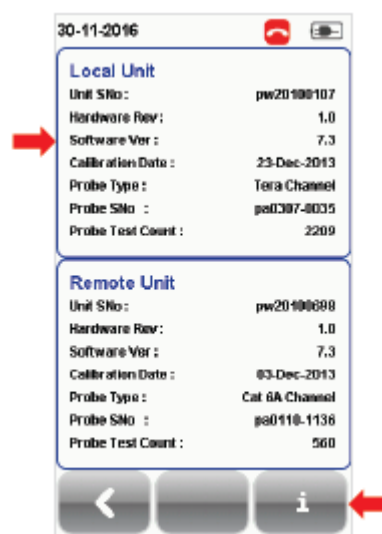 30-11-2016
Local Unit
Unit SNo: pw20100107
Hardware Rev: 1.0
Software Ver: 7.3
Calibration Date : 23-Dec-2013
Probe Type: Tera Channel
Probe SNo : pa0307-0035
Probe Test Count : 2209
Remote Unit
Unit SNo: pw20100698
Hardware Rev: 1.0
Software Ver : 7.3
Calibration Date : 03-Dec-2013
Probe Type : Cat 6A Channel
Probe SNo : pa0110-1136
Probe Test Count : 560
i